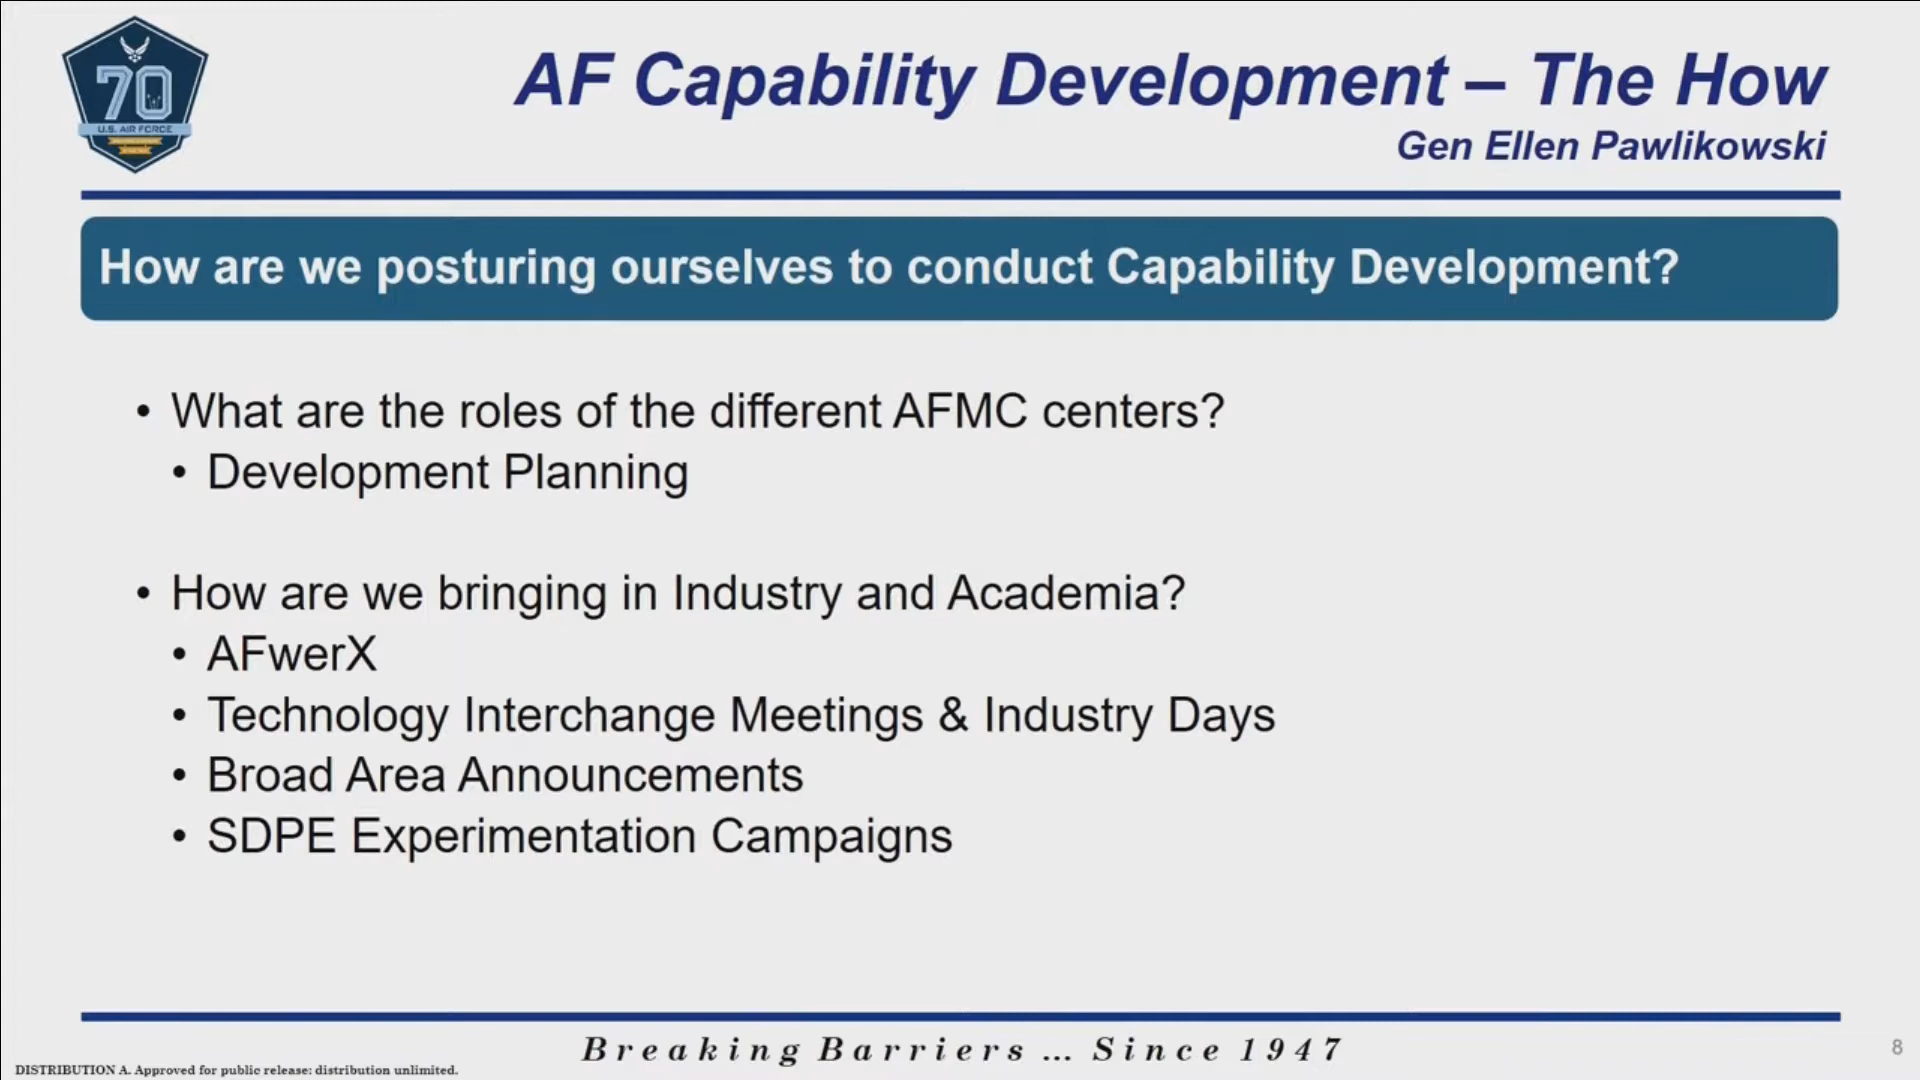 70
U.S. AIR FORCE
AF Capability Development – The How
Gen Ellen Pawlikowski
How are we posturing ourselves to conduct Capability Development?
• What are the roles of the different AFMC centers?
• Development Planning
• How are we bringing in Industry and Academia?
• AFwerX
• Technology Interchange Meetings & Industry Days
• Broad Area Announcements
• SDPE Experimentation Campaigns
Breaking Barriers ... Since 1947
8
DISTRIBUTION A. Approved for public release: distribution unlimited.